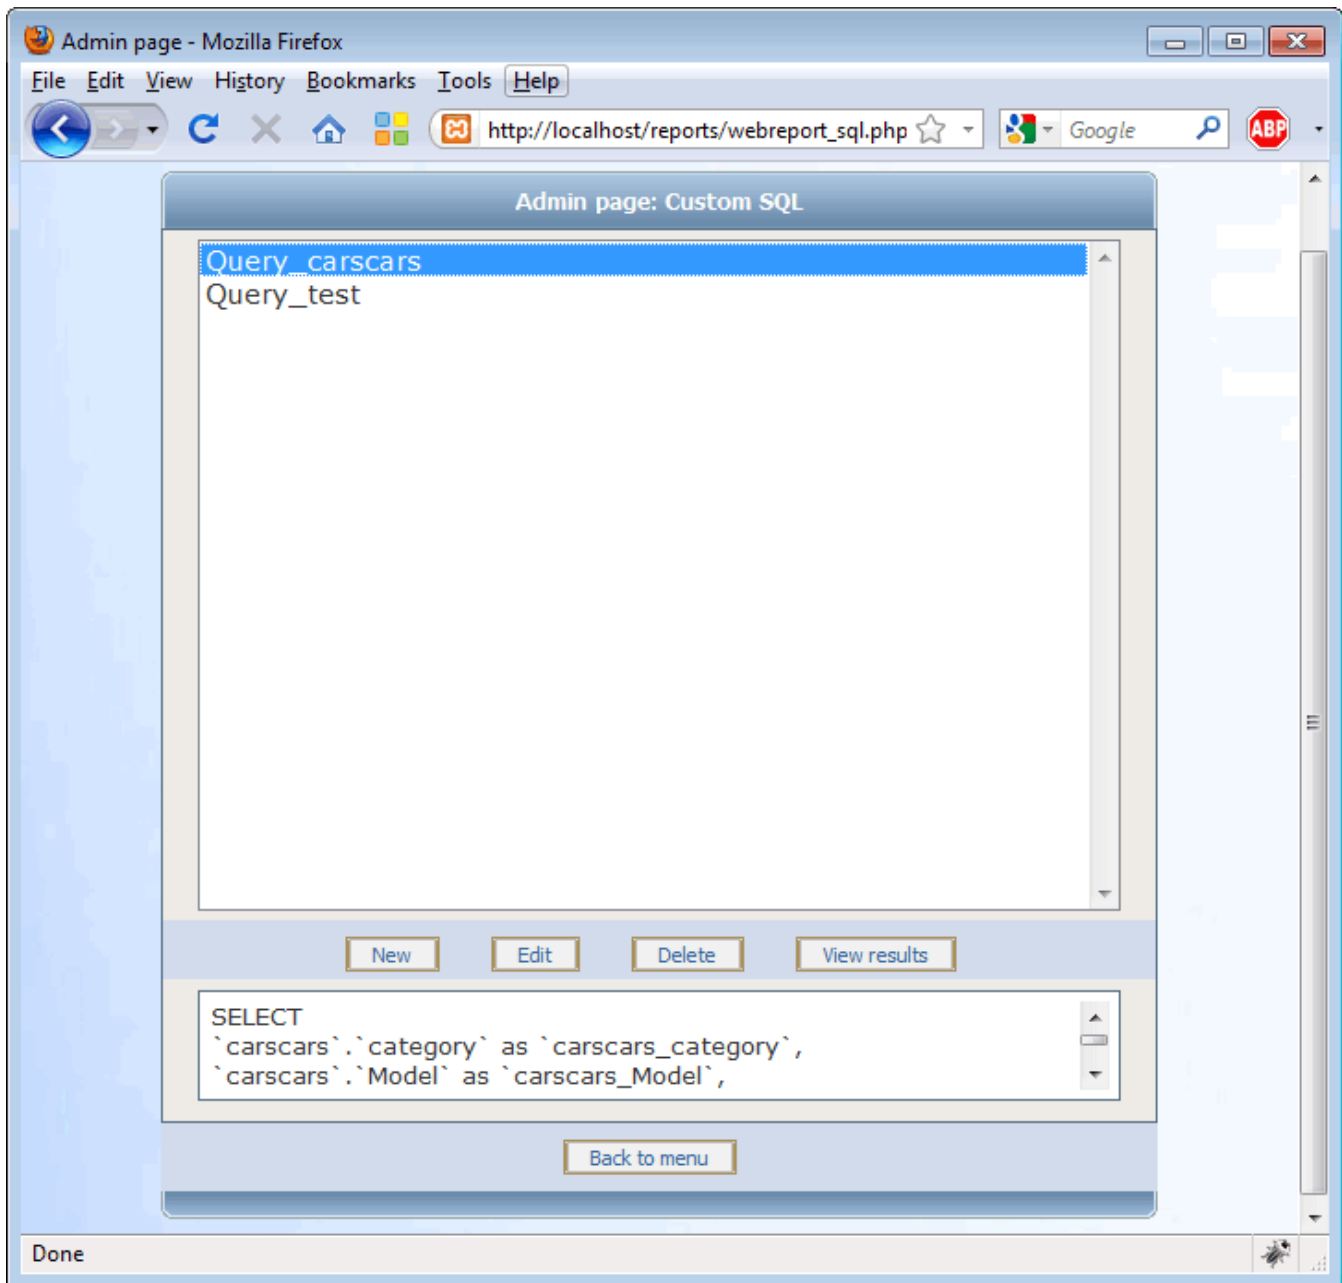 Admin page - Mozilla Firefox
File Edit View History Bookmarks Tools Help
http://localhost/reports/webreport_sql.php Google ABP
Admin page: Custom SQL
Query_carscars
Query_test
New Edit Delete View results
SELECT
`carscars`.`category` as `carscars_category`,
`carscars`.`Model` as `carscars_Model`,
Back to menu
Done